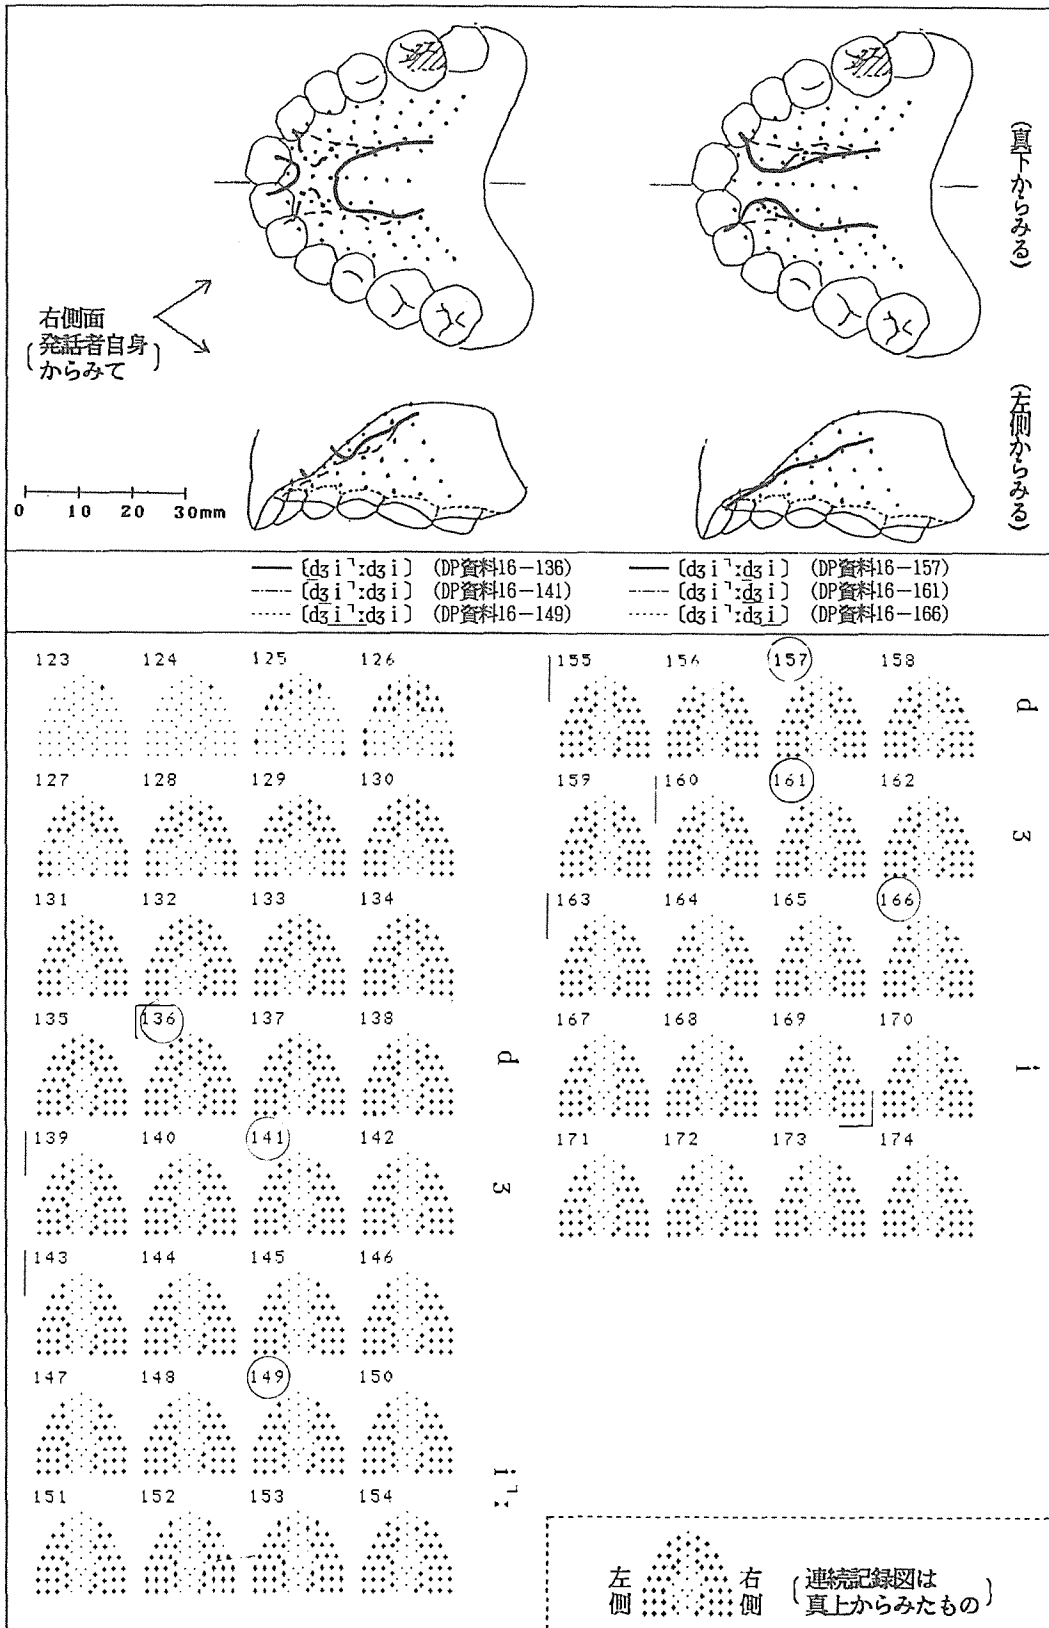 (真下からみる)
右側面
(発話者自身)
からみて
(左側からみる)
0 10 20 30mm
—— [dʒi˺ːdʒi] (DP資料16-136)
—·— [dʒi˺ːdʒi] (DP資料16-141)
······ [dʒi˺ːdʒi] (DP資料16-149)
—— [dʒi˺ːdʒi] (DP資料16-157)
—·— [dʒi˺ːdʒi] (DP資料16-161)
······ [dʒi˺ːdʒi] (DP資料16-166)
123 124 125 126
127 128 129 130
131 132 133 134
135 136 137 138
d
139 140 141 142
ʒ
143 144 145 146
147 148 149 150
i˺ː
151 152 153 154
155 156 157 158
d
159 160 161 162
ʒ
163 164 165 166
167 168 169 170
i
171 172 173 174
左側
右側
(連続記録図は
真上からみたもの)